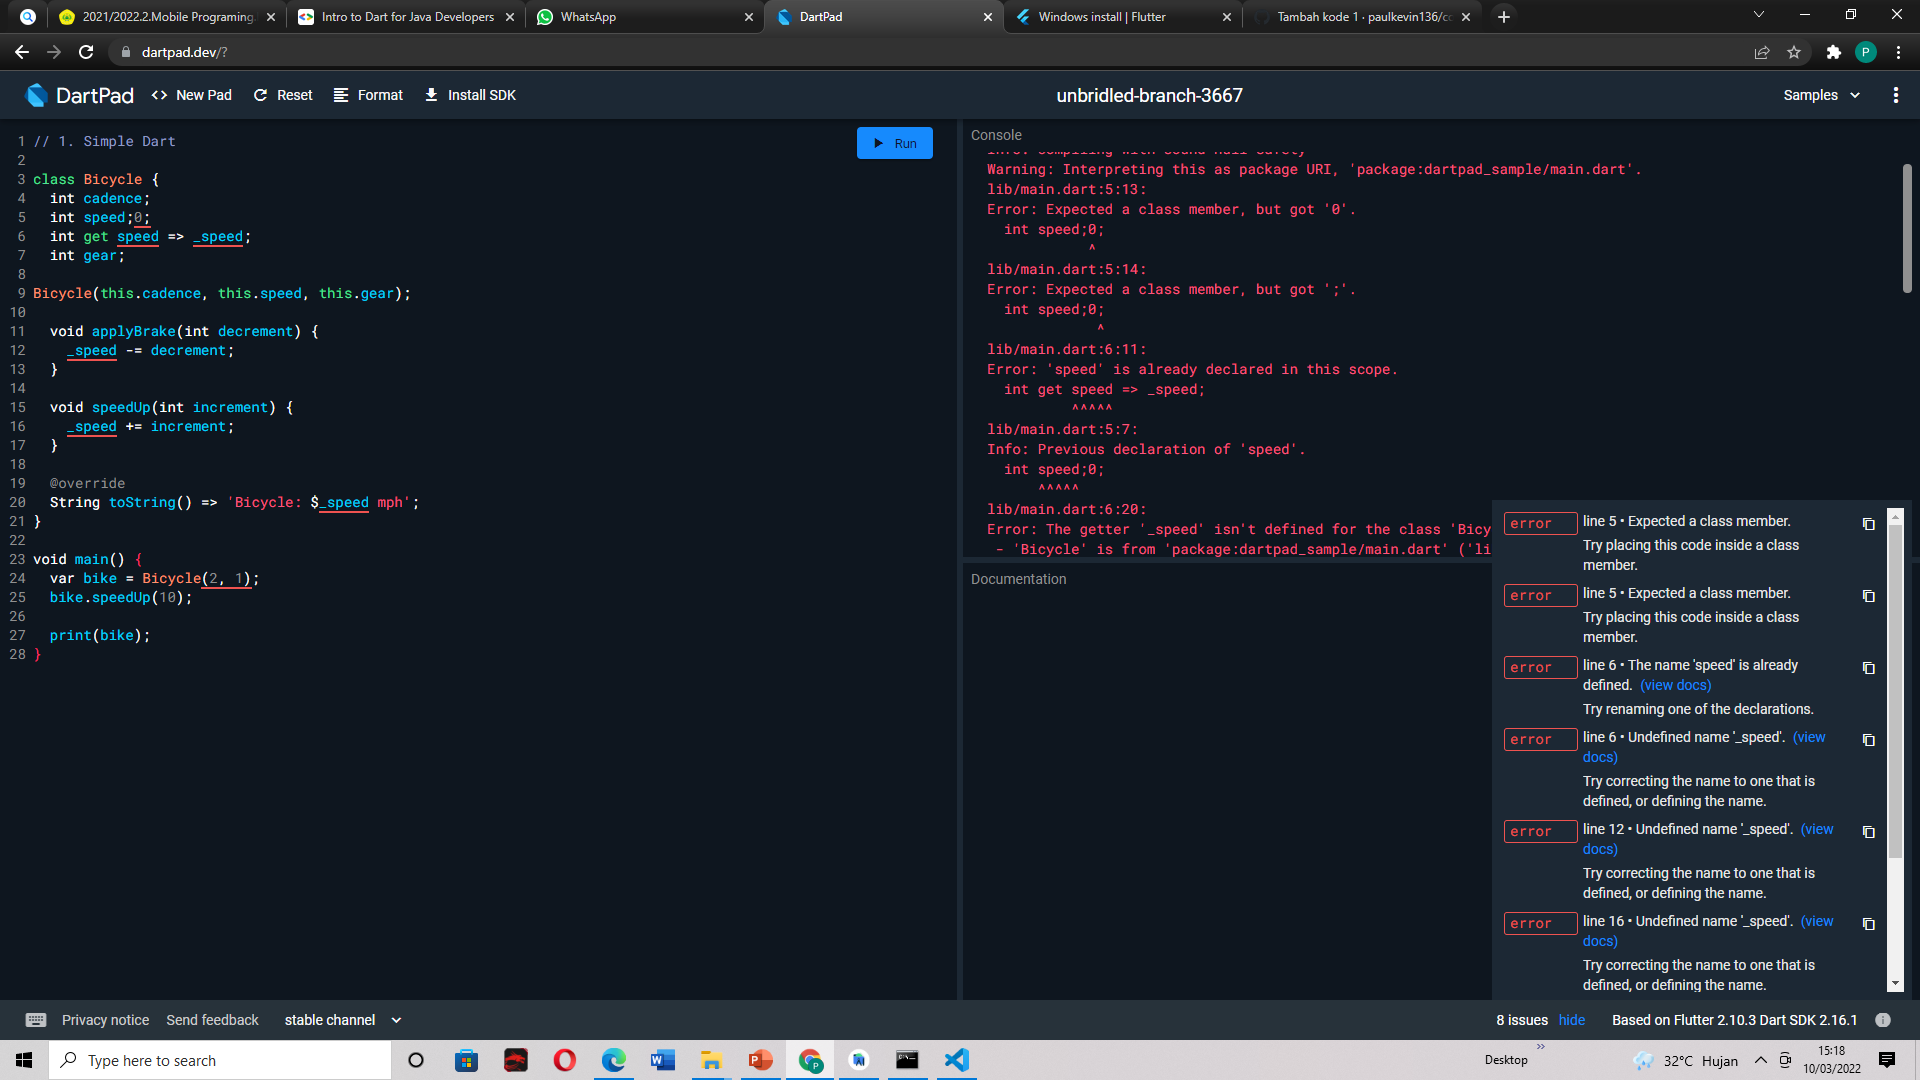 2021/2022.2.Mobile Programing.
Intro to Dart for Java Developers
WhatsApp
DartPad
Windows install | Flutter
Tambah kode 1 · paulkevin136/cc
dartpad.dev/?
P
DartPad
<> New Pad
Reset
Format
Install SDK
unbridled-branch-3667
Samples
1 // 1. Simple Dart
2
3 class Bicycle {
4   int cadence;
5   int speed;0;
6   int get speed => _speed;
7   int gear;
8
9 Bicycle(this.cadence, this.speed, this.gear);
10
11   void applyBrake(int decrement) {
12     _speed -= decrement;
13   }
14
15   void speedUp(int increment) {
16     _speed += increment;
17   }
18
19   @override
20   String toString() => 'Bicycle: $_speed mph';
21 }
22
23 void main() {
24   var bike = Bicycle(2, 1);
25   bike.speedUp(10);
26
27   print(bike);
28 }
Run
Console
Info: Compiling with sound null safety
Warning: Interpreting this as package URI, 'package:dartpad_sample/main.dart'.
lib/main.dart:5:13:
Error: Expected a class member, but got '0'.
  int speed;0;
            ^
lib/main.dart:5:14:
Error: Expected a class member, but got ';'.
  int speed;0;
             ^
lib/main.dart:6:11:
Error: 'speed' is already declared in this scope.
  int get speed => _speed;
          ^^^^^
lib/main.dart:5:7:
Info: Previous declaration of 'speed'.
  int speed;0;
      ^^^^^
lib/main.dart:6:20:
Error: The getter '_speed' isn't defined for the class 'Bicy
 - 'Bicycle' is from 'package:dartpad_sample/main.dart' ('li
Documentation
error line 5 • Expected a class member.
Try placing this code inside a class
member.
error line 5 • Expected a class member.
Try placing this code inside a class
member.
error line 6 • The name 'speed' is already
defined. (view docs)
Try renaming one of the declarations.
error line 6 • Undefined name '_speed'. (view
docs)
Try correcting the name to one that is
defined, or defining the name.
error line 12 • Undefined name '_speed'. (view
docs)
Try correcting the name to one that is
defined, or defining the name.
error line 16 • Undefined name '_speed'. (view
docs)
Try correcting the name to one that is
defined, or defining the name.
Privacy notice
Send feedback
stable channel
8 issues hide
Based on Flutter 2.10.3 Dart SDK 2.16.1
Type here to search
Desktop
32°C Hujan
15:18
10/03/2022